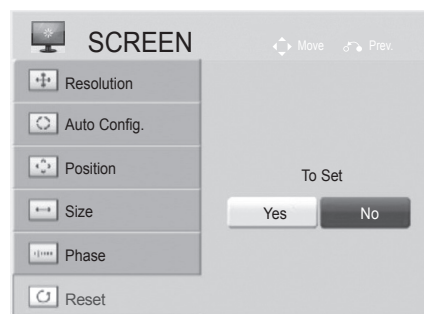 SCREEN
Move Prev.
Resolution
Auto Config.
Position
Size
Phase
Reset
To Set
Yes No